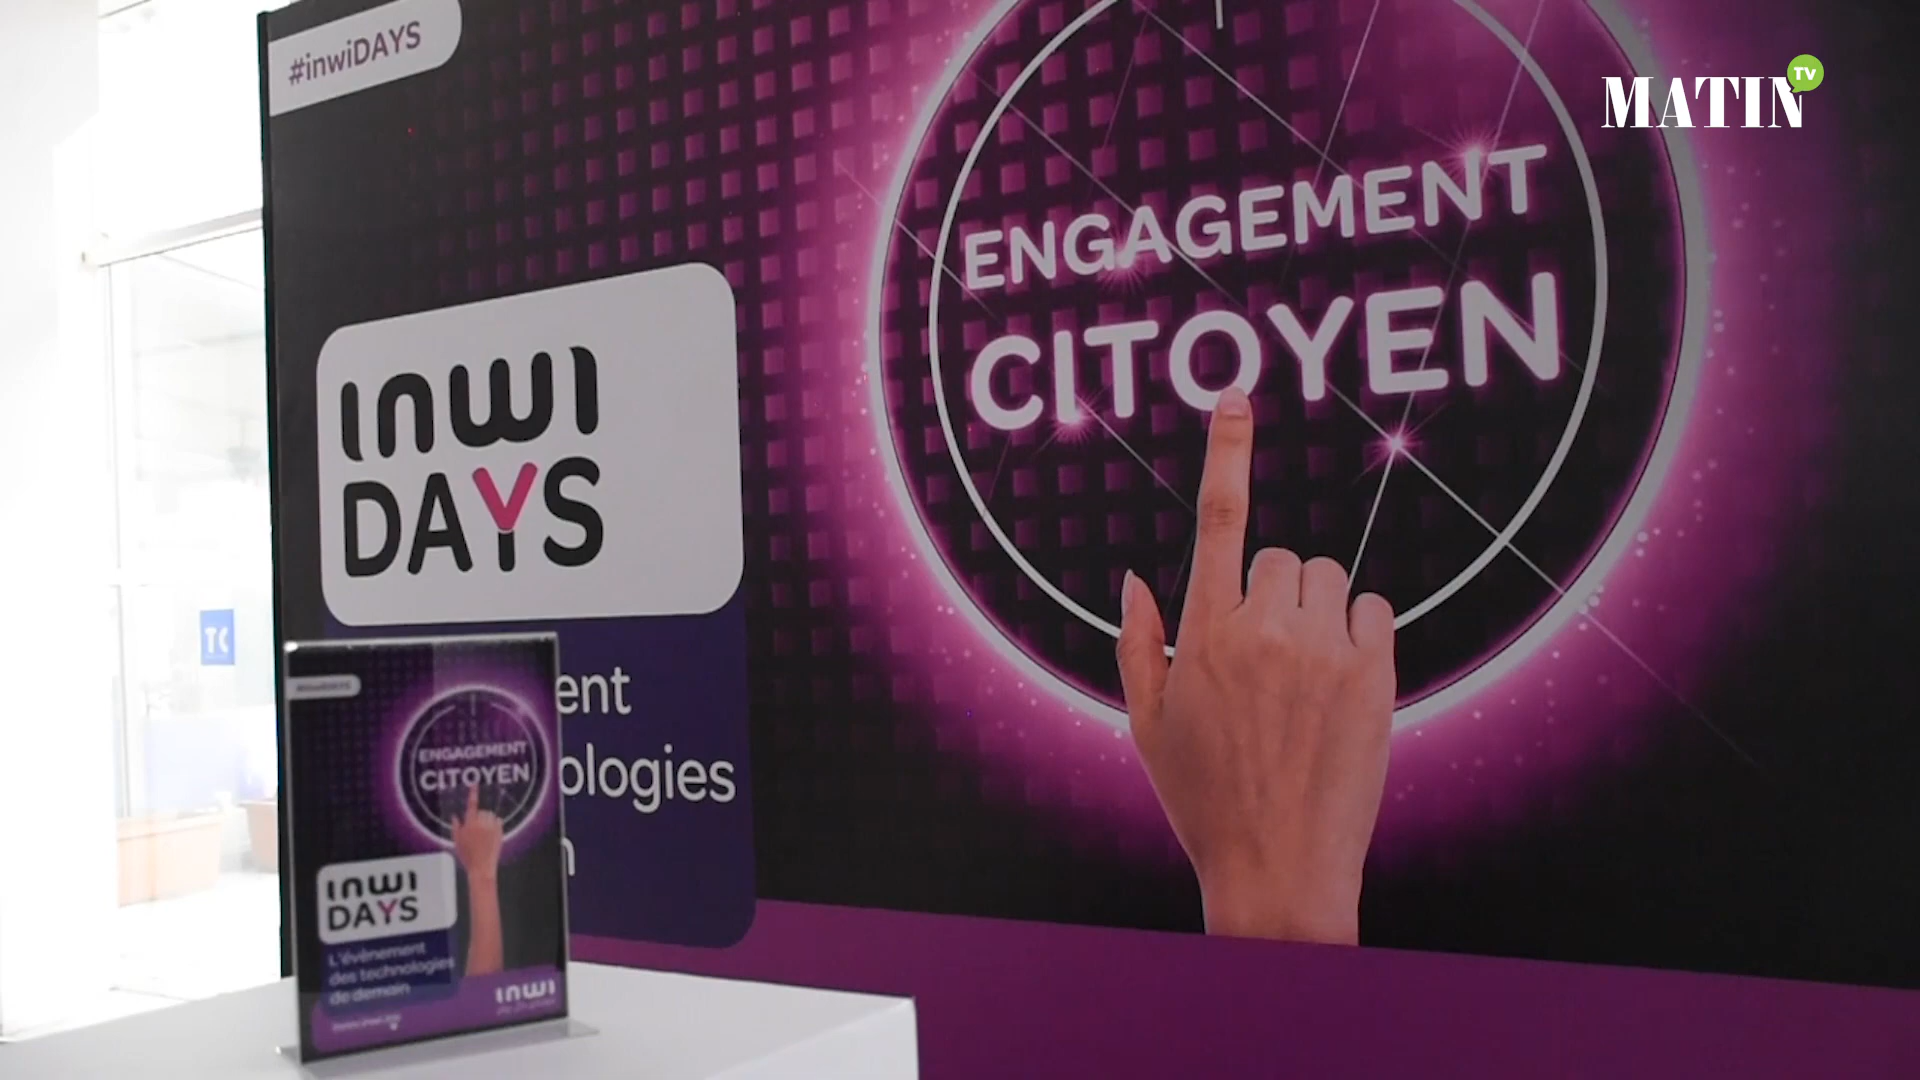 #inwiDAYS
MATIN TV
ENGAGEMENT
CITOYEN
inwi
DAYS
ent
ologies
n
TC
ENGAGEMENT
CITOYEN
inwi
DAYS
L'évènement
des technologies
de demain
inwi